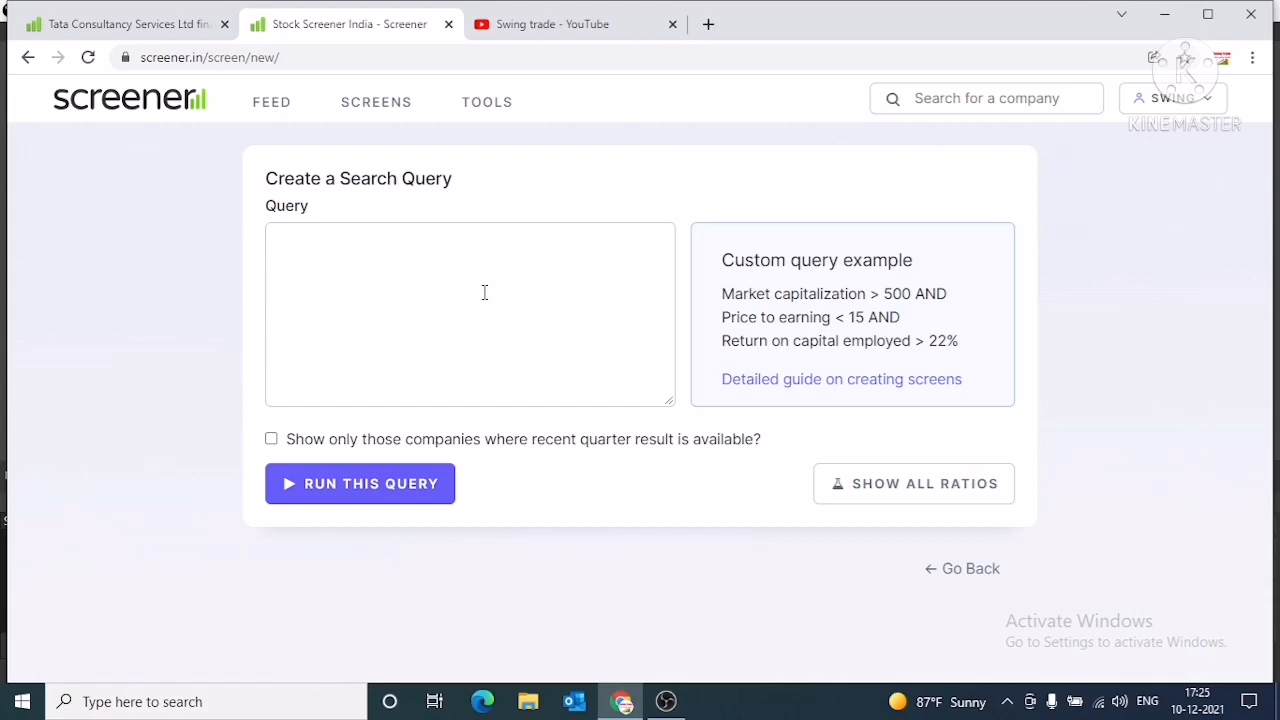 Tata Consultancy Services Ltd fin
Stock Screener India - Screener
Swing trade - YouTube
screener.in/screen/new/
screener
FEED
SCREENS
TOOLS
Search for a company
SWING
KINEMASTER
Create a Search Query
Query
Custom query example
Market capitalization > 500 AND
Price to earning < 15 AND
Return on capital employed > 22%
Detailed guide on creating screens
Show only those companies where recent quarter result is available?
RUN THIS QUERY
SHOW ALL RATIOS
← Go Back
Activate Windows
Go to Settings to activate Windows.
Type here to search
87°F Sunny
ENG
17:25
10-12-2021